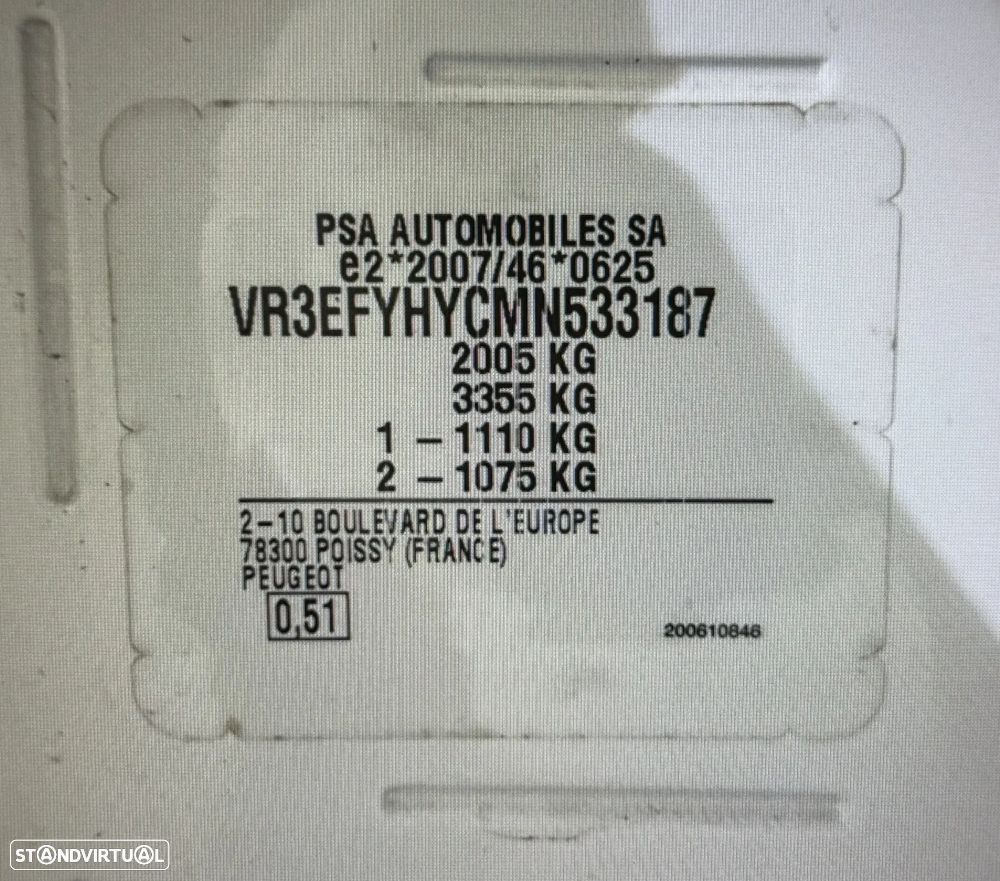 PSA AUTOMOBILES SA
e2*2007/46*0625
VR3EFYHYCMN533187
2005 KG
3355 KG
1 – 1110 KG
2 – 1075 KG
2–10 BOULEVARD DE L'EUROPE
78300 POISSY (FRANCE)
PEUGEOT
0,51
200610846
STANDVIRTUAL